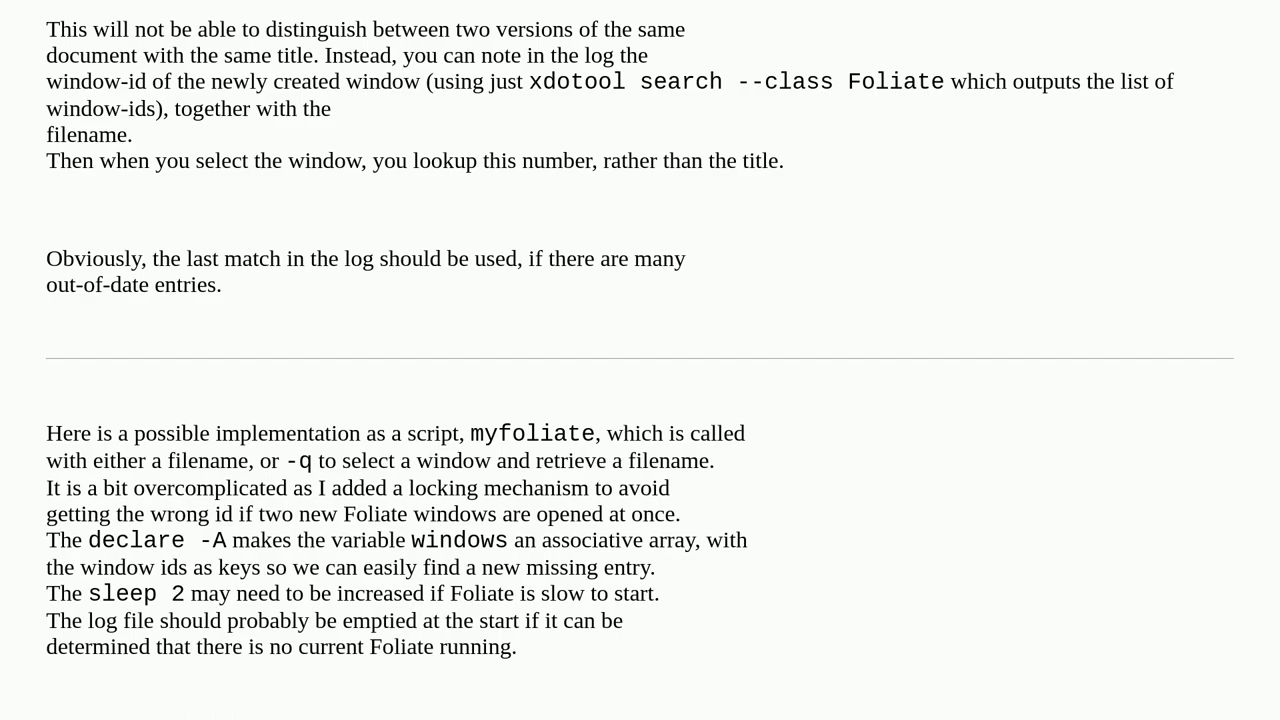 This will not be able to distinguish between two versions of the same
document with the same title. Instead, you can note in the log the
window-id of the newly created window (using just xdotool search --class Foliate which outputs the list of
window-ids), together with the
filename.
Then when you select the window, you lookup this number, rather than the title.
Obviously, the last match in the log should be used, if there are many
out-of-date entries.
Here is a possible implementation as a script, myfoliate, which is called
with either a filename, or -q to select a window and retrieve a filename.
It is a bit overcomplicated as I added a locking mechanism to avoid
getting the wrong id if two new Foliate windows are opened at once.
The declare -A makes the variable windows an associative array, with
the window ids as keys so we can easily find a new missing entry.
The sleep 2 may need to be increased if Foliate is slow to start.
The log file should probably be emptied at the start if it can be
determined that there is no current Foliate running.